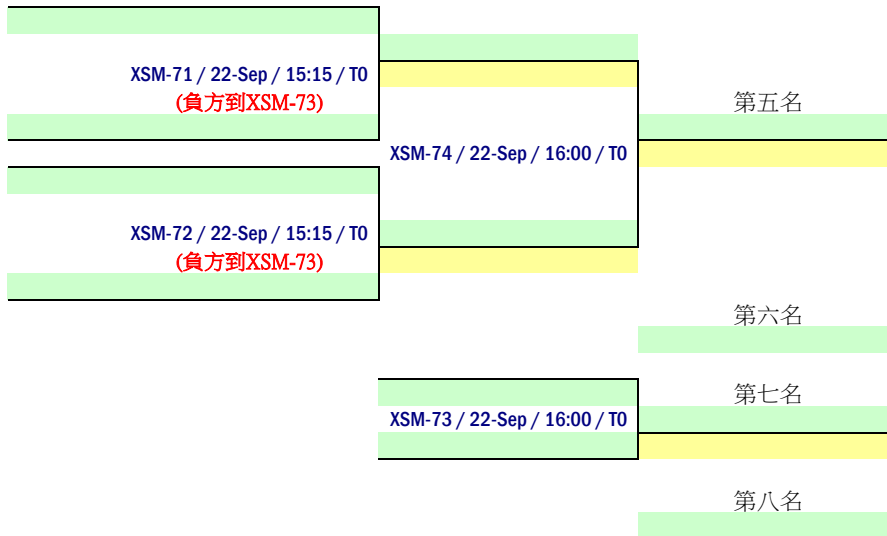 XSM-71 / 22-Sep / 15:15 / T0
(負方到XSM-73)
第五名
XSM-74 / 22-Sep / 16:00 / T0
XSM-72 / 22-Sep / 15:15 / T0
(負方到XSM-73)
第六名
第七名
XSM-73 / 22-Sep / 16:00 / T0
第八名